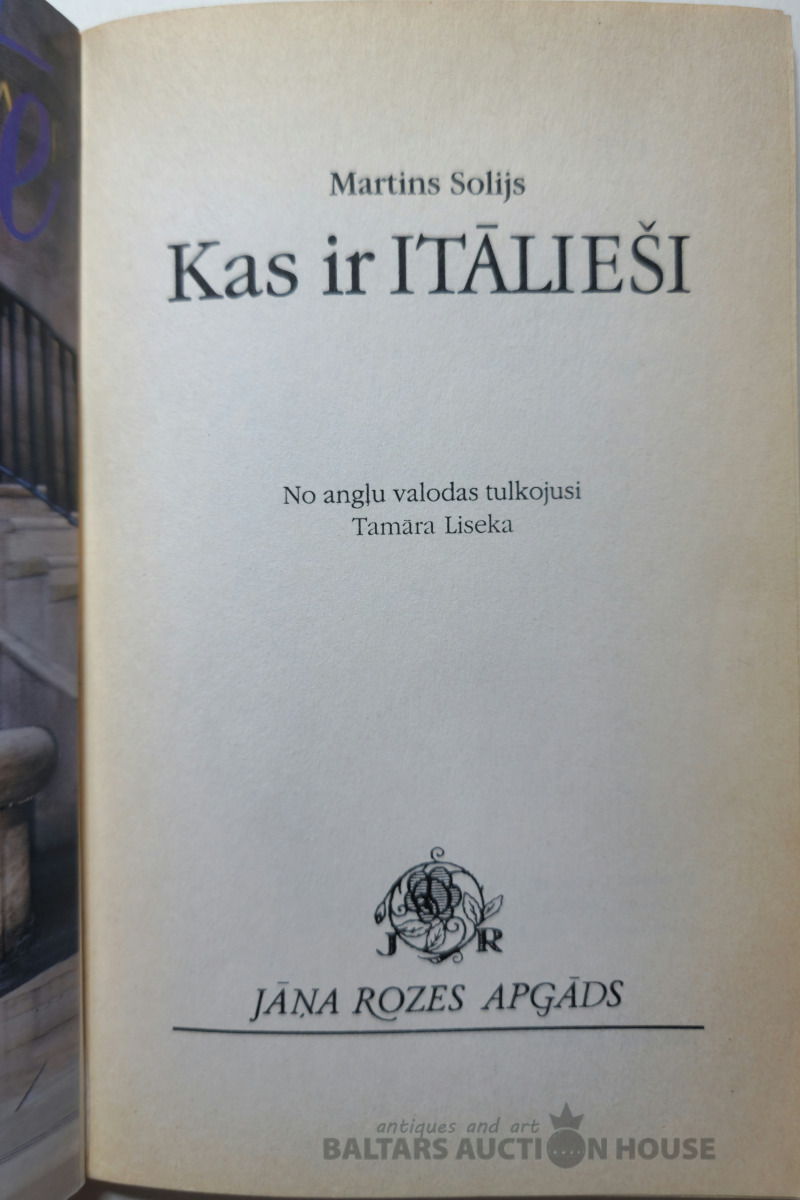 Martins Solijs
Kas ir ITĀLIEŠI
No angļu valodas tulkojusi
Tamāra Liseka
J R
JĀŅA ROZES APGĀDS
antiques and art
BALTARS AUCTION HOUSE